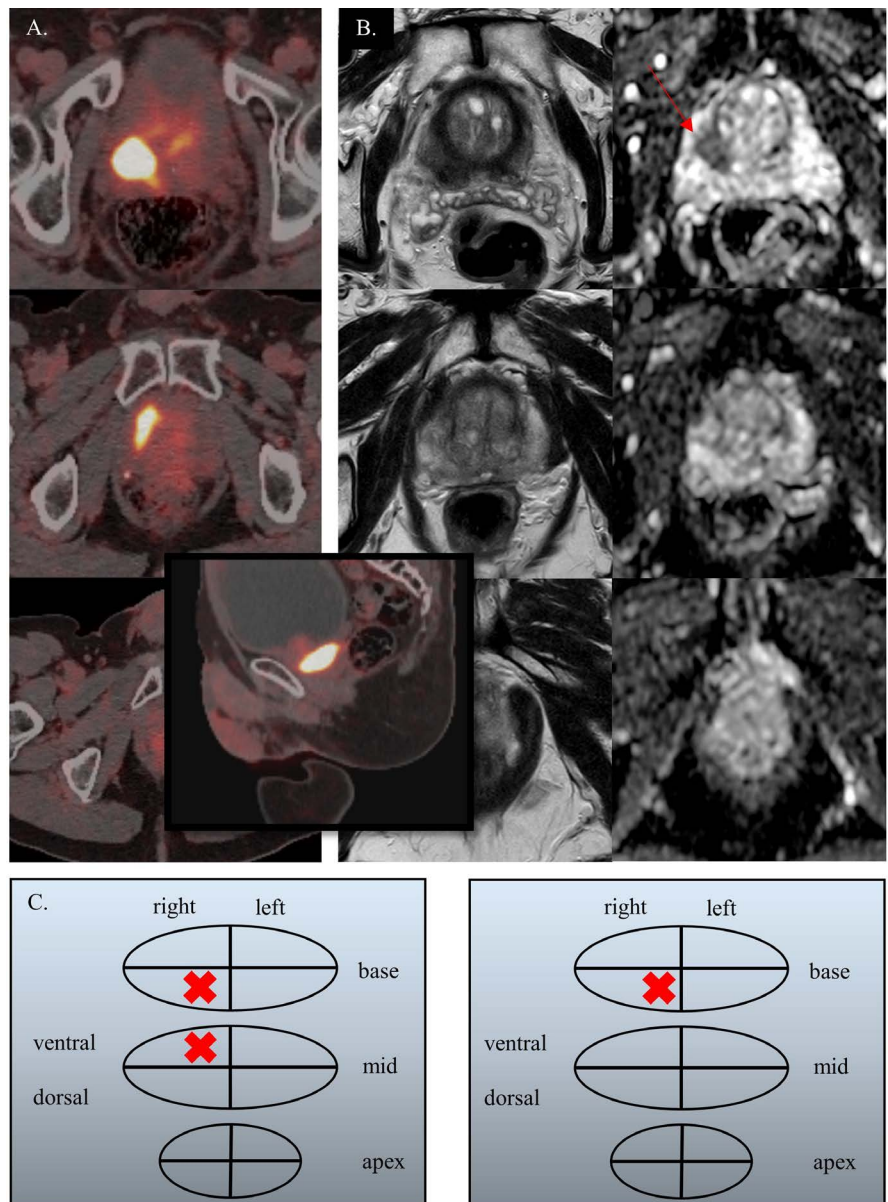 A.
B.
C.
right left
base
ventral
mid
dorsal
apex
right left
base
ventral
mid
dorsal
apex